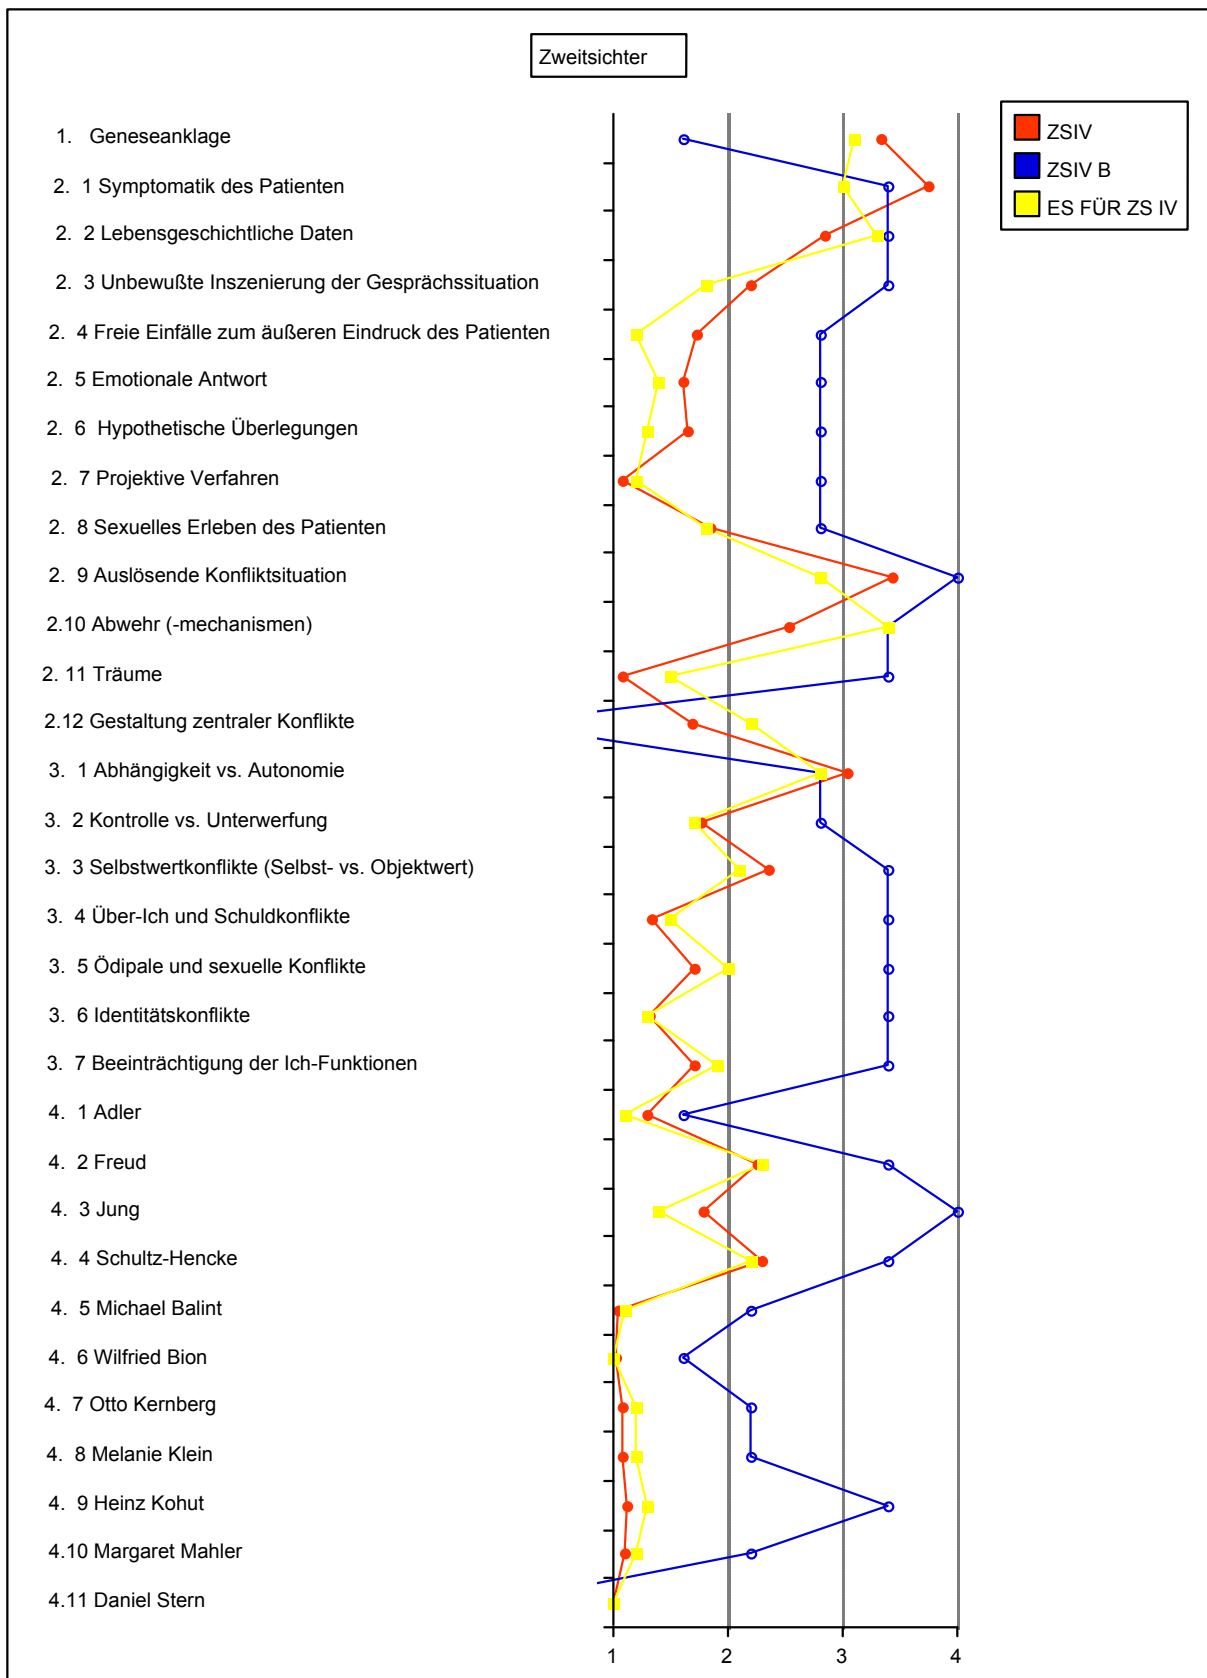 Zweitsichter
ZSIV
ZSIV B
ES FÜR ZS IV
1. Geneseanklage
2. 1 Symptomatik des Patienten
2. 2 Lebensgeschichtliche Daten
2. 3 Unbewußte Inszenierung der Gesprächssituation
2. 4 Freie Einfälle zum äußeren Eindruck des Patienten
2. 5 Emotionale Antwort
2. 6 Hypothetische Überlegungen
2. 7 Projektive Verfahren
2. 8 Sexuelles Erleben des Patienten
2. 9 Auslösende Konfliktsituation
2.10 Abwehr (-mechanismen)
2. 11 Träume
2.12 Gestaltung zentraler Konflikte
3. 1 Abhängigkeit vs. Autonomie
3. 2 Kontrolle vs. Unterwerfung
3. 3 Selbstwertkonflikte (Selbst- vs. Objektwert)
3. 4 Über-Ich und Schuldkonflikte
3. 5 Ödipale und sexuelle Konflikte
3. 6 Identitätskonflikte
3. 7 Beeinträchtigung der Ich-Funktionen
4. 1 Adler
4. 2 Freud
4. 3 Jung
4. 4 Schultz-Hencke
4. 5 Michael Balint
4. 6 Wilfried Bion
4. 7 Otto Kernberg
4. 8 Melanie Klein
4. 9 Heinz Kohut
4.10 Margaret Mahler
4.11 Daniel Stern
1 2 3 4